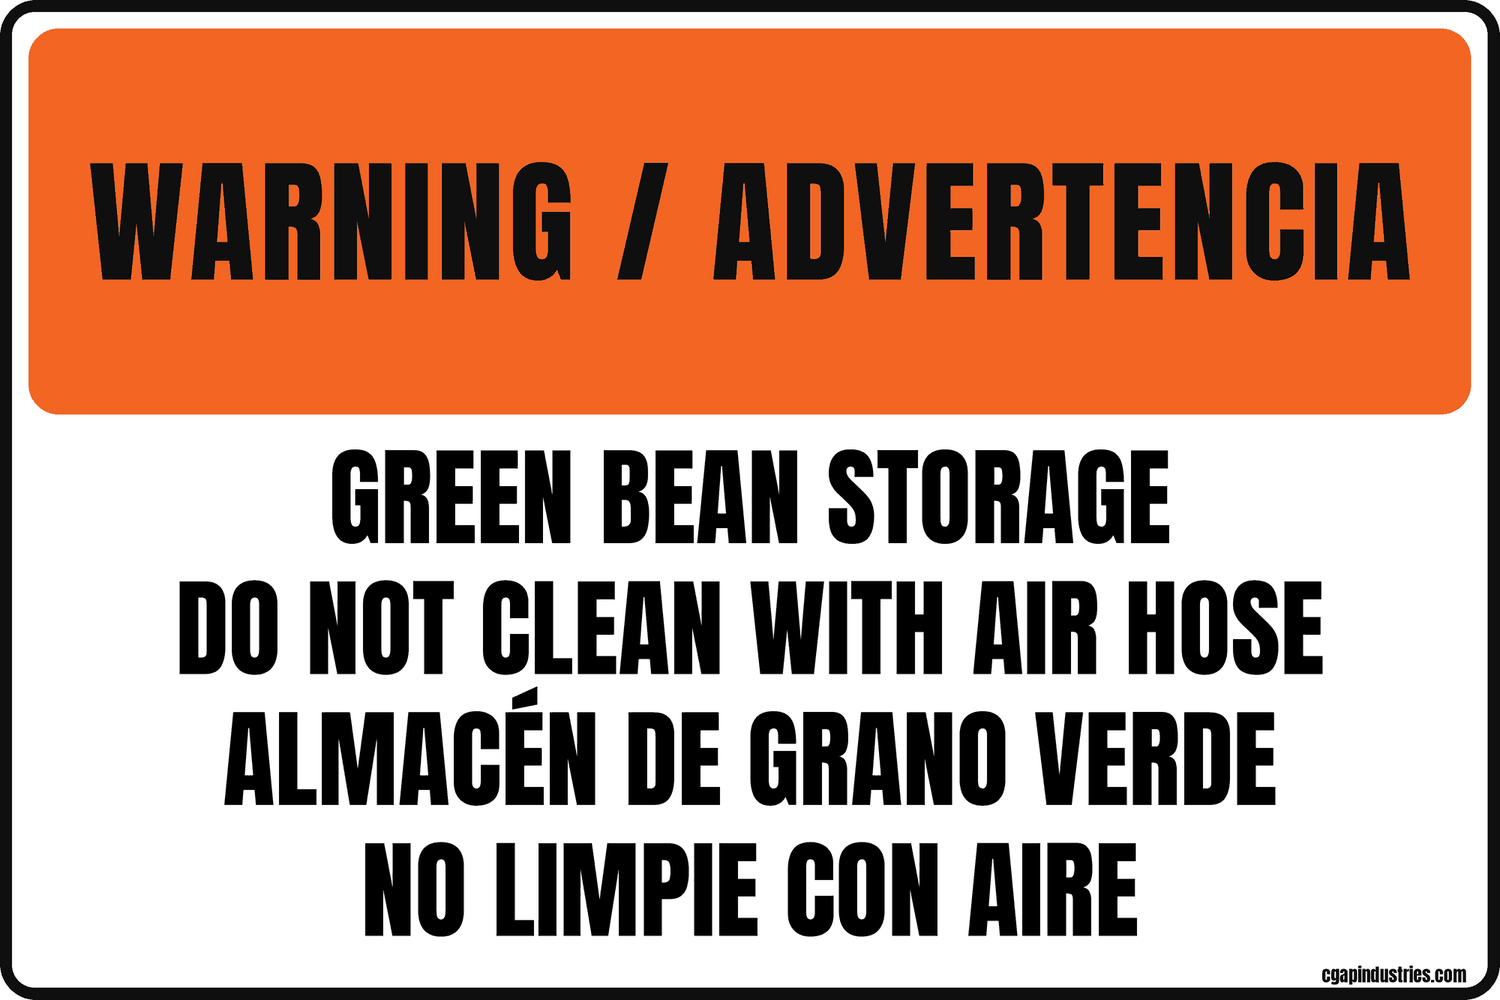 WARNING / ADVERTENCIA
GREEN BEAN STORAGE
DO NOT CLEAN WITH AIR HOSE
ALMACÉN DE GRANO VERDE
NO LIMPIE CON AIRE
cgapindustries.com